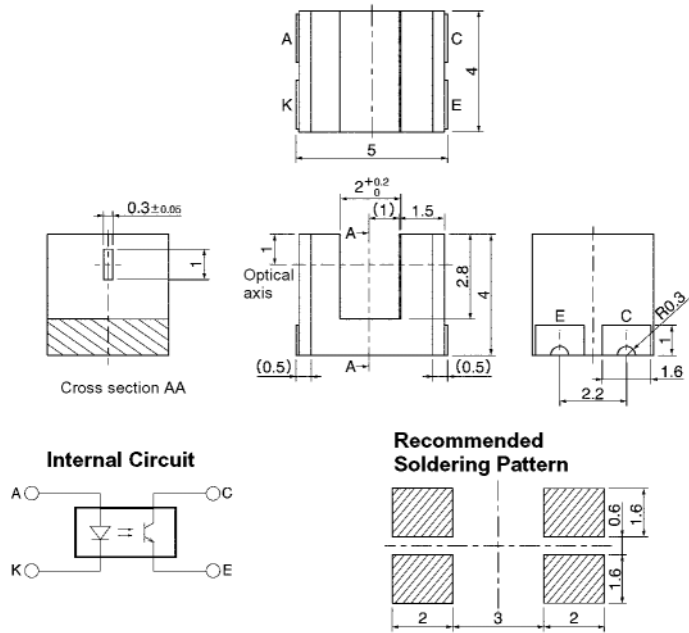 A
C
K
E
4
5
0.3±0.05
1
Cross section AA
2 +0.2 0
(1)
1.5
A
1
Optical
axis
2.8
4
A
(0.5)
(0.5)
E
C
R0.3
1
1.6
2.2
Internal Circuit
A
C
K
E
Recommended
Soldering Pattern
1.6
0.6
1.6
2
3
2